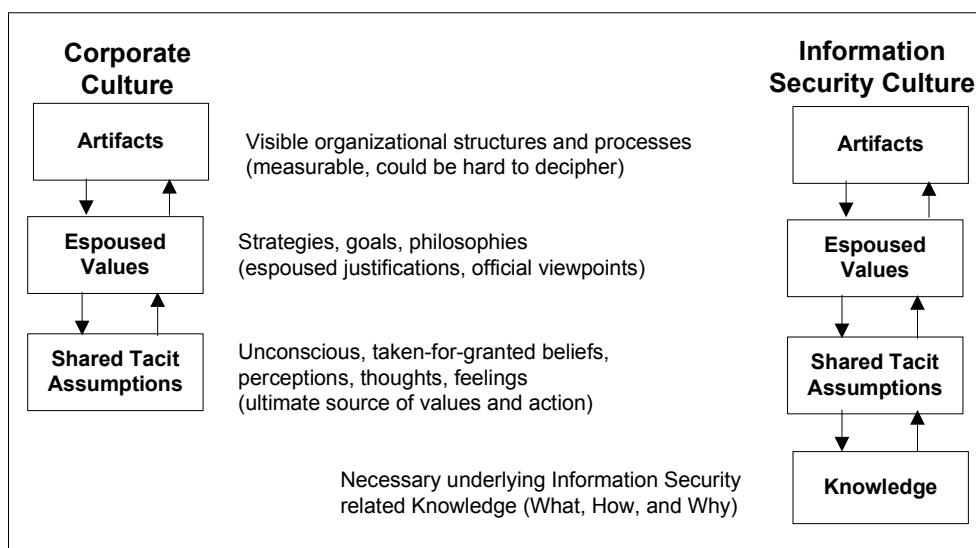 Corporate
Culture
Information
Security Culture
Artifacts
Visible organizational structures and processes
(measurable, could be hard to decipher)
Artifacts
Espoused
Values
Strategies, goals, philosophies
(espoused justifications, official viewpoints)
Espoused
Values
Shared Tacit
Assumptions
Unconscious, taken-for-granted beliefs,
perceptions, thoughts, feelings
(ultimate source of values and action)
Shared Tacit
Assumptions
Necessary underlying Information Security
related Knowledge (What, How, and Why)
Knowledge